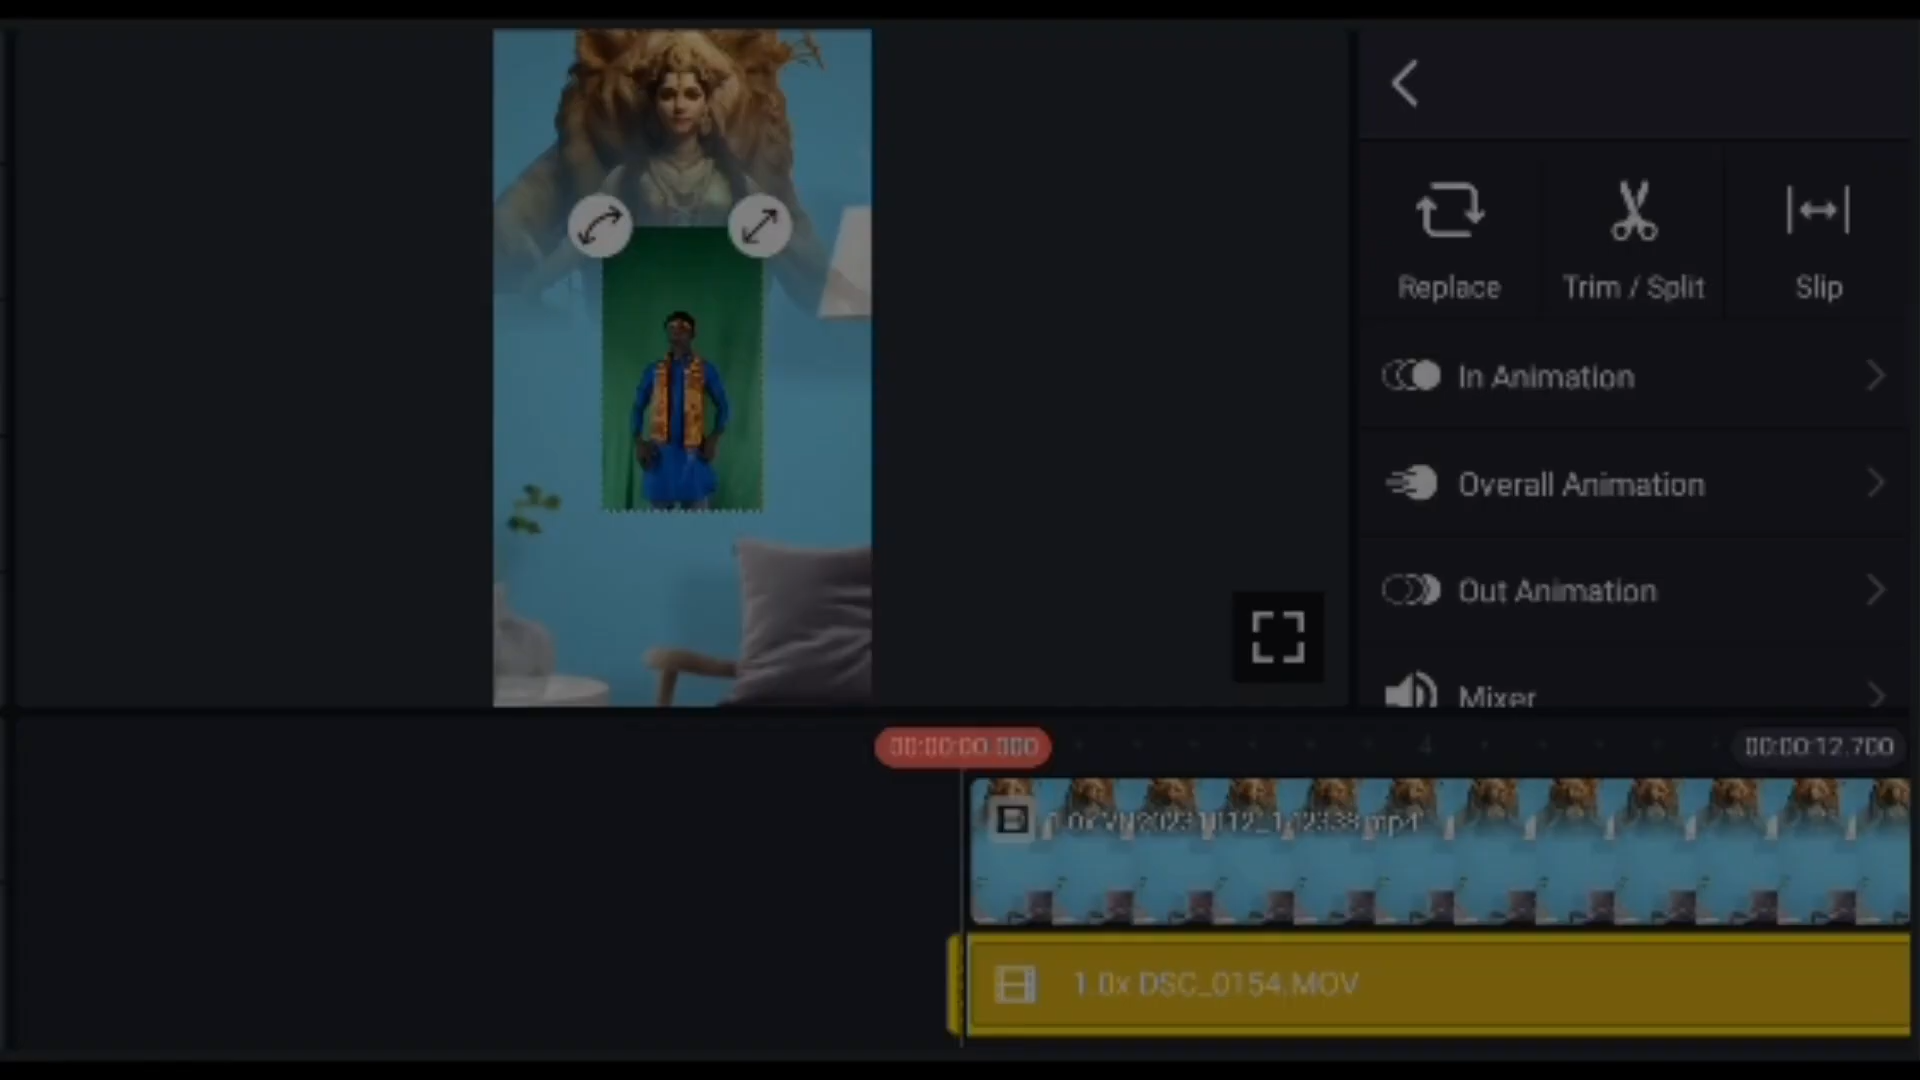 Replace
Trim / Split
Slip
In Animation
Overall Animation
Out Animation
Mixer
00:00:00.000
4
00:00:12.700
1.0x DSC_0154.MOV